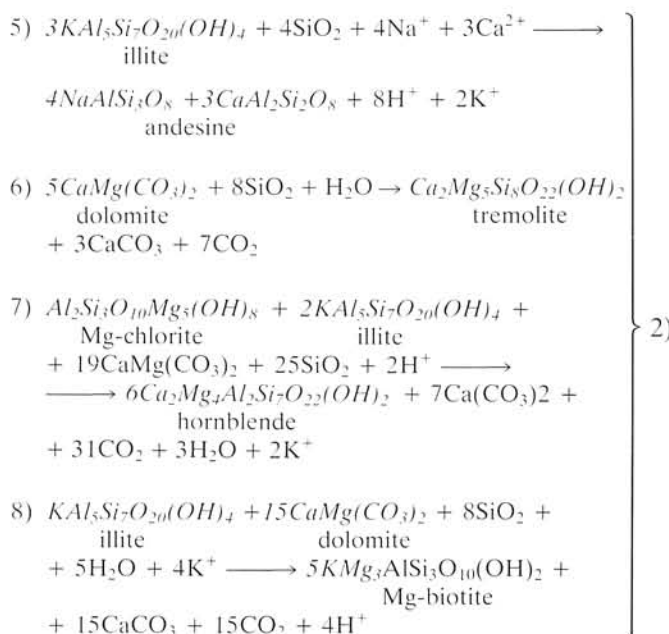 5) 3KAl₅Si₇O₂₀(OH)₄ + 4SiO₂ + 4Na⁺ + 3Ca²⁺ ⟶
illite
4NaAlSi₃O₈ +3CaAl₂Si₂O₈ + 8H⁺ + 2K⁺
andesine
6) 5CaMg(CO₃)₂ + 8SiO₂ + H₂O → Ca₂Mg₅Si₈O₂₂(OH)₂
dolomite tremolite
+ 3CaCO₃ + 7CO₂
7) Al₂Si₃O₁₀Mg₅(OH)₈ + 2KAl₅Si₇O₂₀(OH)₄ +
Mg-chlorite illite
+ 19CaMg(CO₃)₂ + 25SiO₂ + 2H⁺ ⟶
⟶ 6Ca₂Mg₄Al₂Si₇O₂₂(OH)₂ + 7Ca(CO₃)2 +
hornblende
+ 31CO₂ + 3H₂O + 2K⁺
2)
8) KAl₅Si₇O₂₀(OH)₄ +15CaMg(CO₃)₂ + 8SiO₂ +
illite dolomite
+ 5H₂O + 4K⁺ ⟶ 5KMg₃AlSi₃O₁₀(OH)₂ +
Mg-biotite
+ 15CaCO₃ + 15CO₂ + 4H⁺